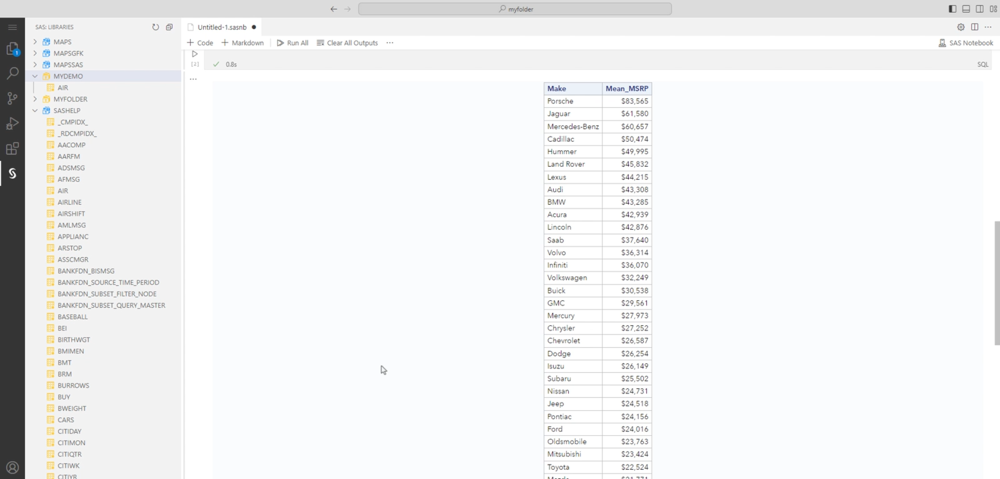 myfolder
SAS: LIBRARIES
MAPS
MAPSGFK
MAPSSAS
MYDEMO
AIR
MYFOLDER
SASHELP
_CMPIDX_
_RDCMPIDX_
AACOMP
AARFM
ADSMSG
AFMSG
AIR
AIRLINE
AIRSHIFT
AMLMSG
APPLIANC
ARSTOP
ASSCMGR
BANKFDN_BISMSG
BANKFDN_SOURCE_TIME_PERIOD
BANKFDN_SUBSET_FILTER_NODE
BANKFDN_SUBSET_QUERY_MASTER
BASEBALL
BEI
BIRTHWGT
BMIMEN
BMT
BRM
BURROWS
BUY
BWEIGHT
CARS
CITIDAY
CITIMON
CITIQTR
CITIWK
CITIYR
1
Untitled-1.sasnb
+ Code + Markdown Run All Clear All Outputs ... SAS Notebook
[2] ✓ 0.8s SQL
...
Make Mean_MSRP
Porsche $83,565
Jaguar $61,580
Mercedes-Benz $60,657
Cadillac $50,474
Hummer $49,995
Land Rover $45,832
Lexus $44,215
Audi $43,308
BMW $43,285
Acura $42,939
Lincoln $42,876
Saab $37,640
Volvo $36,314
Infiniti $36,070
Volkswagen $32,249
Buick $30,538
GMC $29,561
Mercury $27,973
Chrysler $27,252
Chevrolet $26,587
Dodge $26,254
Isuzu $26,149
Subaru $25,502
Nissan $24,731
Jeep $24,518
Pontiac $24,156
Ford $24,016
Oldsmobile $23,763
Mitsubishi $23,424
Toyota $22,524